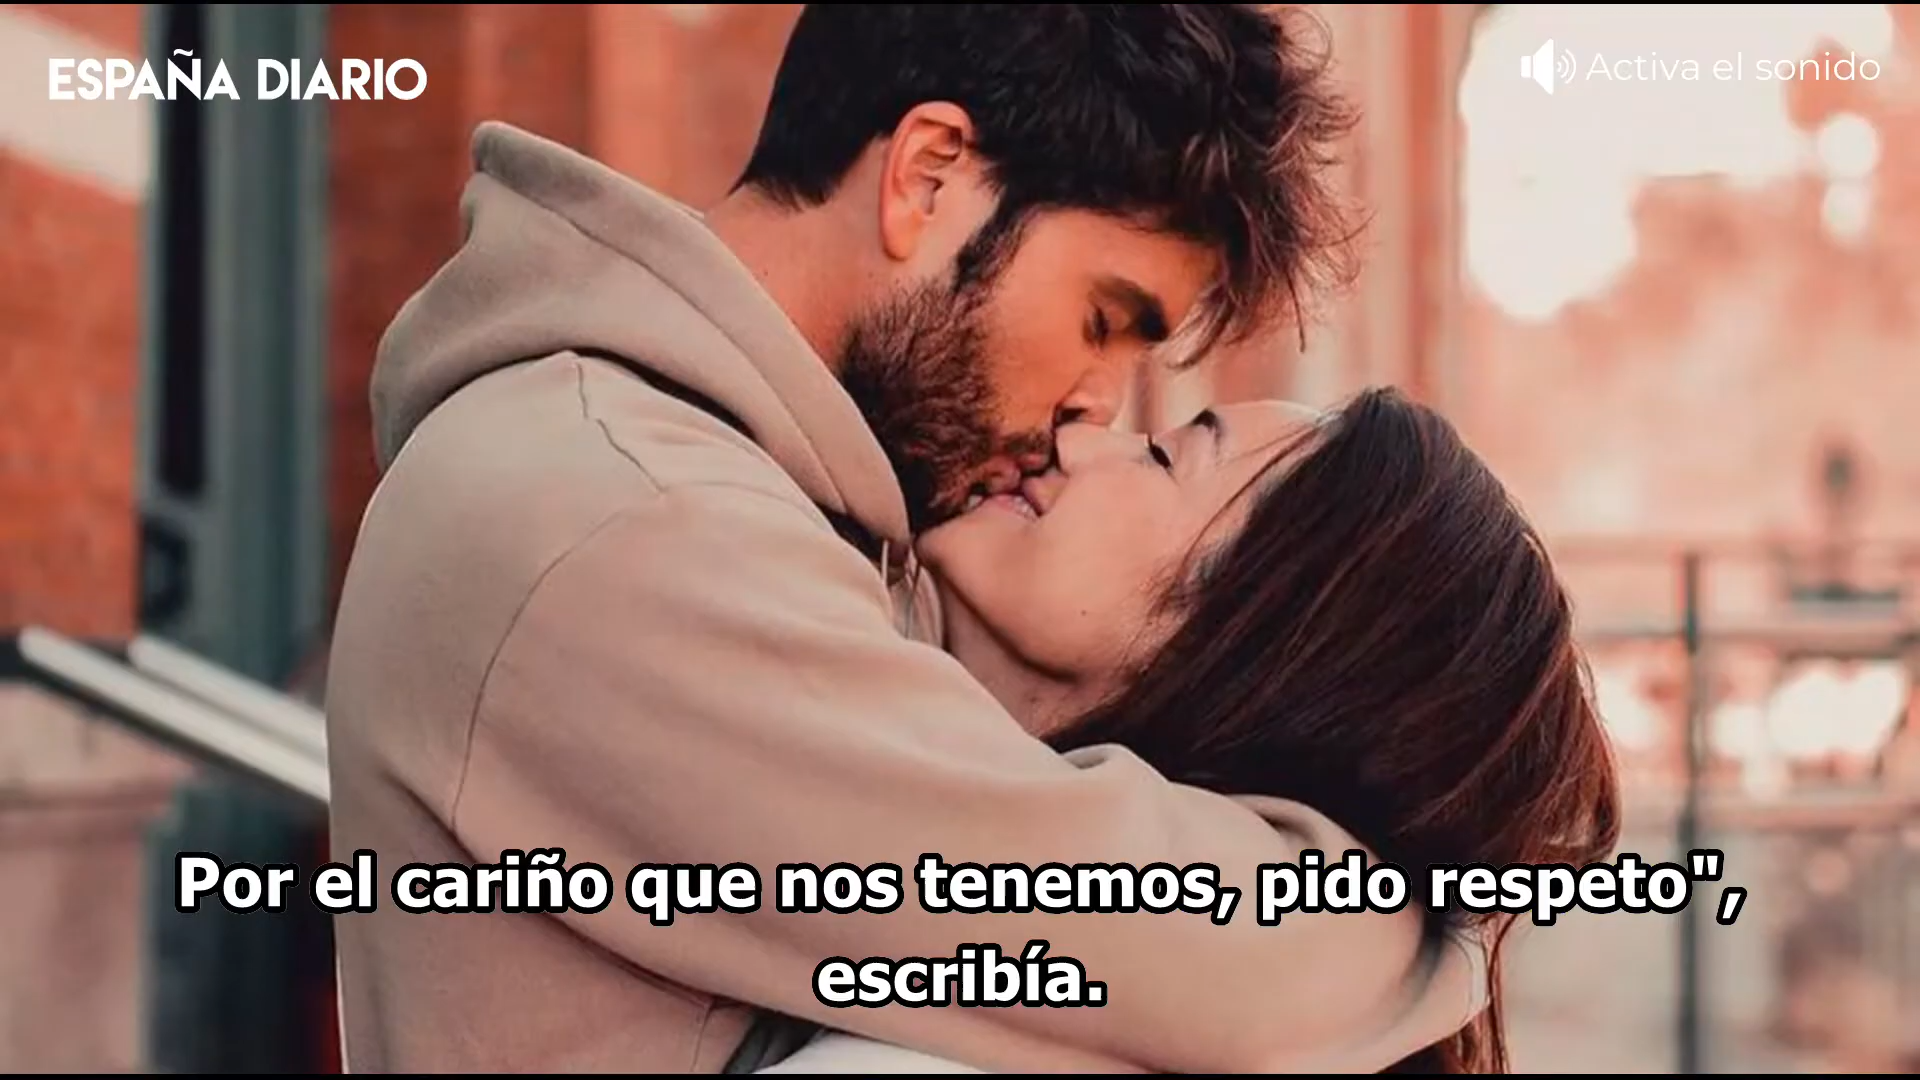 ESPAÑA DIARIO
Activa el sonido
Por el cariño que nos tenemos, pido respeto",
escribía.